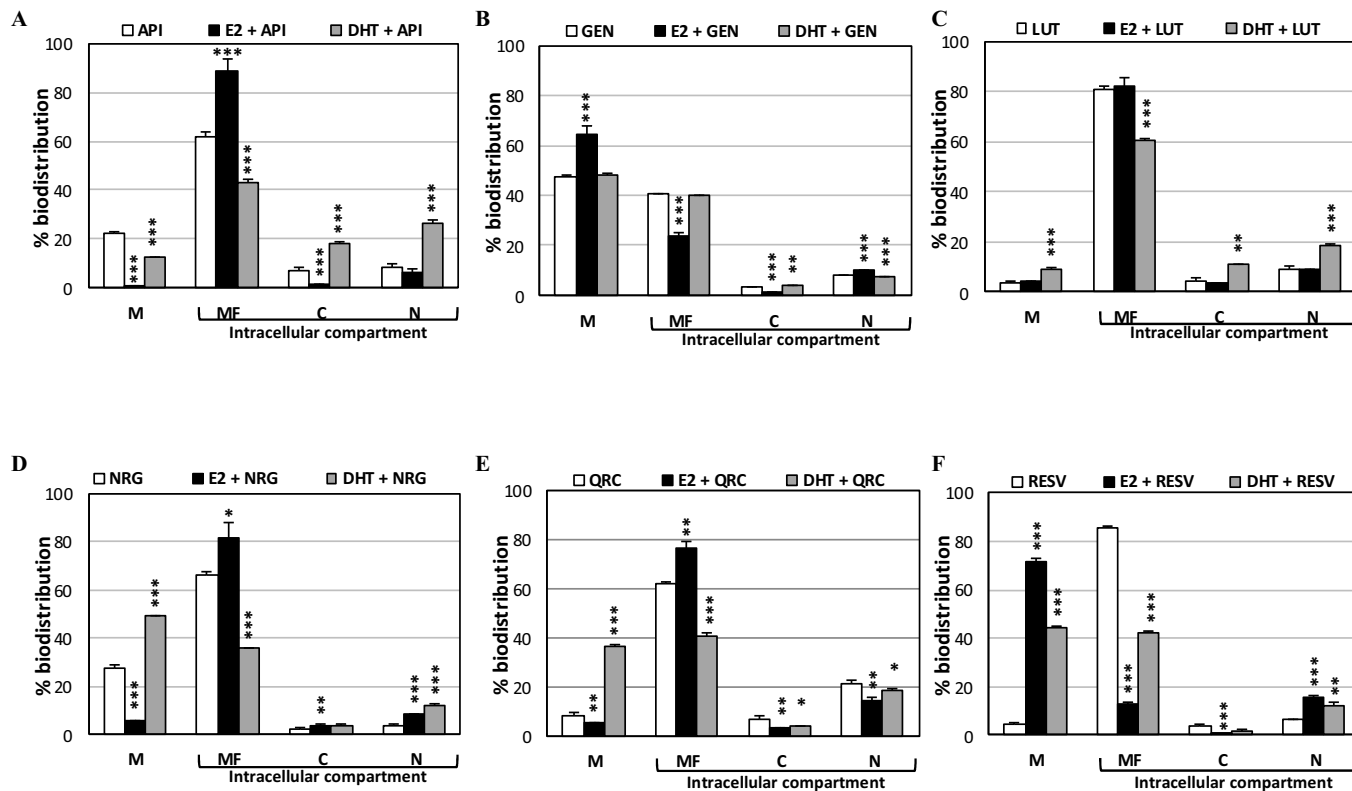 A
API E2 + API DHT + API
100
80
60
40
20
0
% biodistribution
*** *** *** *** *** *** ***
M MF C N
Intracellular compartment
B
GEN E2 + GEN DHT + GEN
100
80
60
40
20
0
% biodistribution
*** *** *** ** *** ***
M MF C N
Intracellular compartment
C
LUT E2 + LUT DHT + LUT
100
80
60
40
20
0
% biodistribution
*** *** ** ***
M MF C N
Intracellular compartment
D
NRG E2 + NRG DHT + NRG
100
80
60
40
20
0
% biodistribution
*** *** * *** ** *** ***
M MF C N
Intracellular compartment
E
QRC E2 + QRC DHT + QRC
100
80
60
40
20
0
% biodistribution
** *** ** *** ** * ** *
M MF C N
Intracellular compartment
F
RESV E2 + RESV DHT + RESV
100
80
60
40
20
0
% biodistribution
*** *** *** *** *** *** **
M MF C N
Intracellular compartment